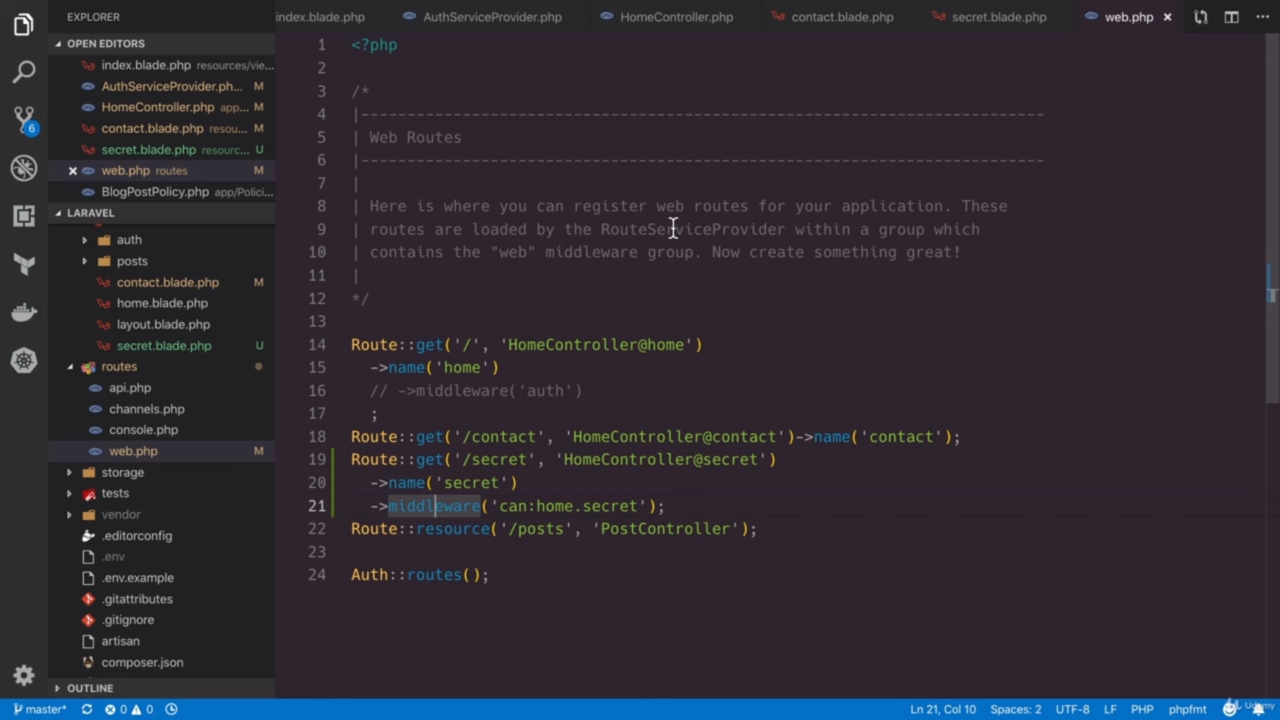 EXPLORER
index.blade.php
AuthServiceProvider.php
HomeController.php
contact.blade.php
secret.blade.php
web.php
OPEN EDITORS
index.blade.php resources/vie...
AuthServiceProvider.ph... M
HomeController.php app... M
contact.blade.php resou... M
secret.blade.php resourc... U
web.php routes M
BlogPostPolicy.php app/Polici...
LARAVEL
auth
posts
contact.blade.php M
home.blade.php
layout.blade.php
secret.blade.php U
routes
api.php
channels.php
console.php
web.php M
storage
tests
vendor
.editorconfig
.env
.env.example
.gitattributes
.gitignore
artisan
composer.json
OUTLINE
6
1 <?php
2
3 /*
4 |--------------------------------------------------------------------------
5 | Web Routes
6 |--------------------------------------------------------------------------
7 |
8 | Here is where you can register web routes for your application. These
9 | routes are loaded by the RouteServiceProvider within a group which
10 | contains the "web" middleware group. Now create something great!
11 |
12 */
13
14 Route::get('/', 'HomeController@home')
15 ->name('home')
16 // ->middleware('auth')
17 ;
18 Route::get('/contact', 'HomeController@contact')->name('contact');
19 Route::get('/secret', 'HomeController@secret')
20 ->name('secret')
21 ->middleware('can:home.secret');
22 Route::resource('/posts', 'PostController');
23
24 Auth::routes();
master* 0 0 Ln 21, Col 10 Spaces: 2 UTF-8 LF PHP phpfmt
Udemy